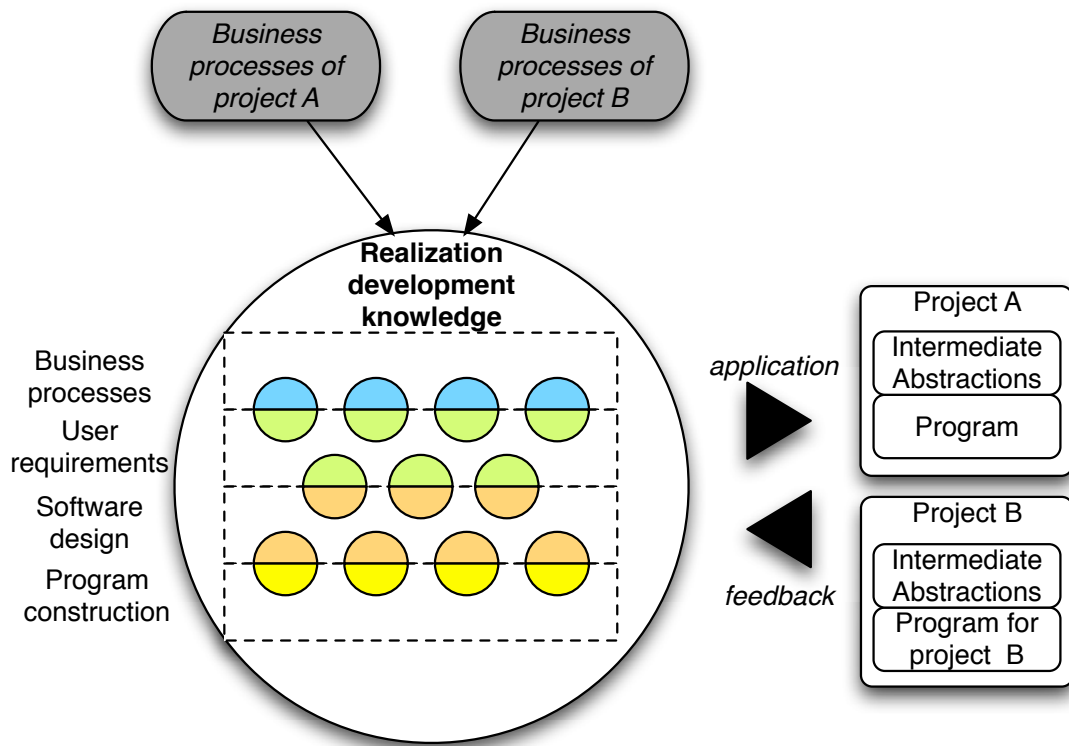 Business
processes of
project A
Business
processes of
project B
Realization
development
knowledge
Business
processes
User
requirements
Software
design
Program
construction
application
feedback
Project A
Intermediate
Abstractions
Program
Project B
Intermediate
Abstractions
Program for
project B